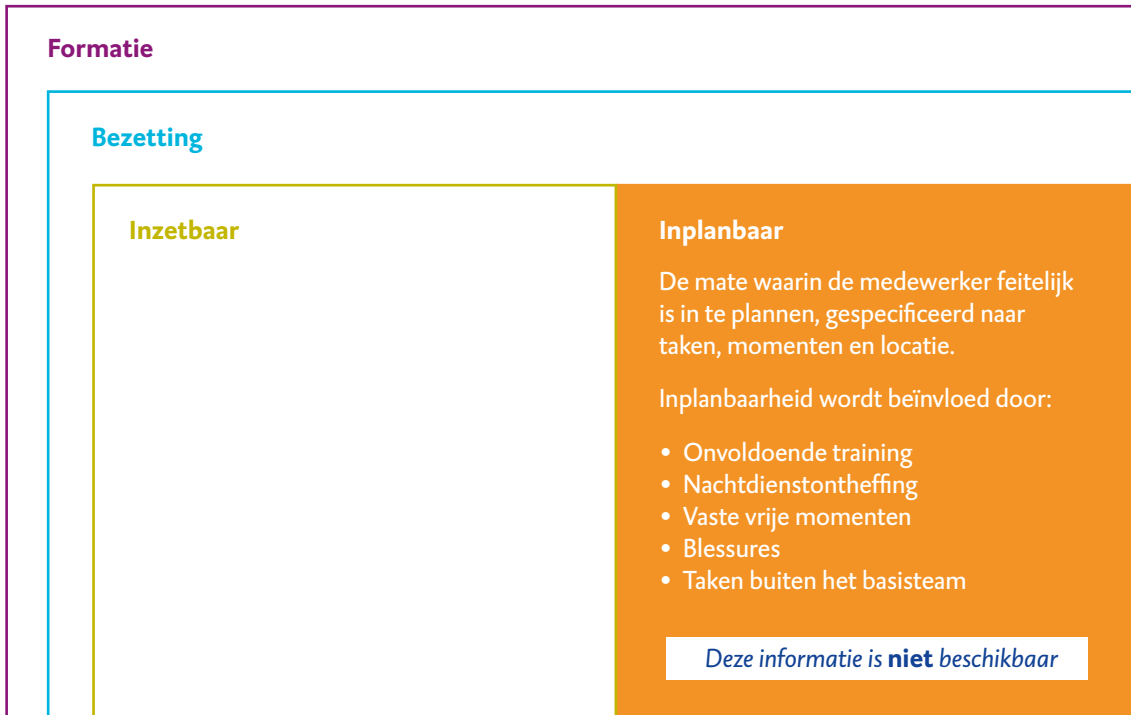 Formatie
Bezetting
Inzetbaar
Inplanbaar
De mate waarin de medewerker feitelijk
is in te plannen, gespecificeerd naar
taken, momenten en locatie.
Inplanbaarheid wordt beïnvloed door:
• Onvoldoende training
• Nachtdienstontheffing
• Vaste vrije momenten
• Blessures
• Taken buiten het basisteam
Deze informatie is niet beschikbaar